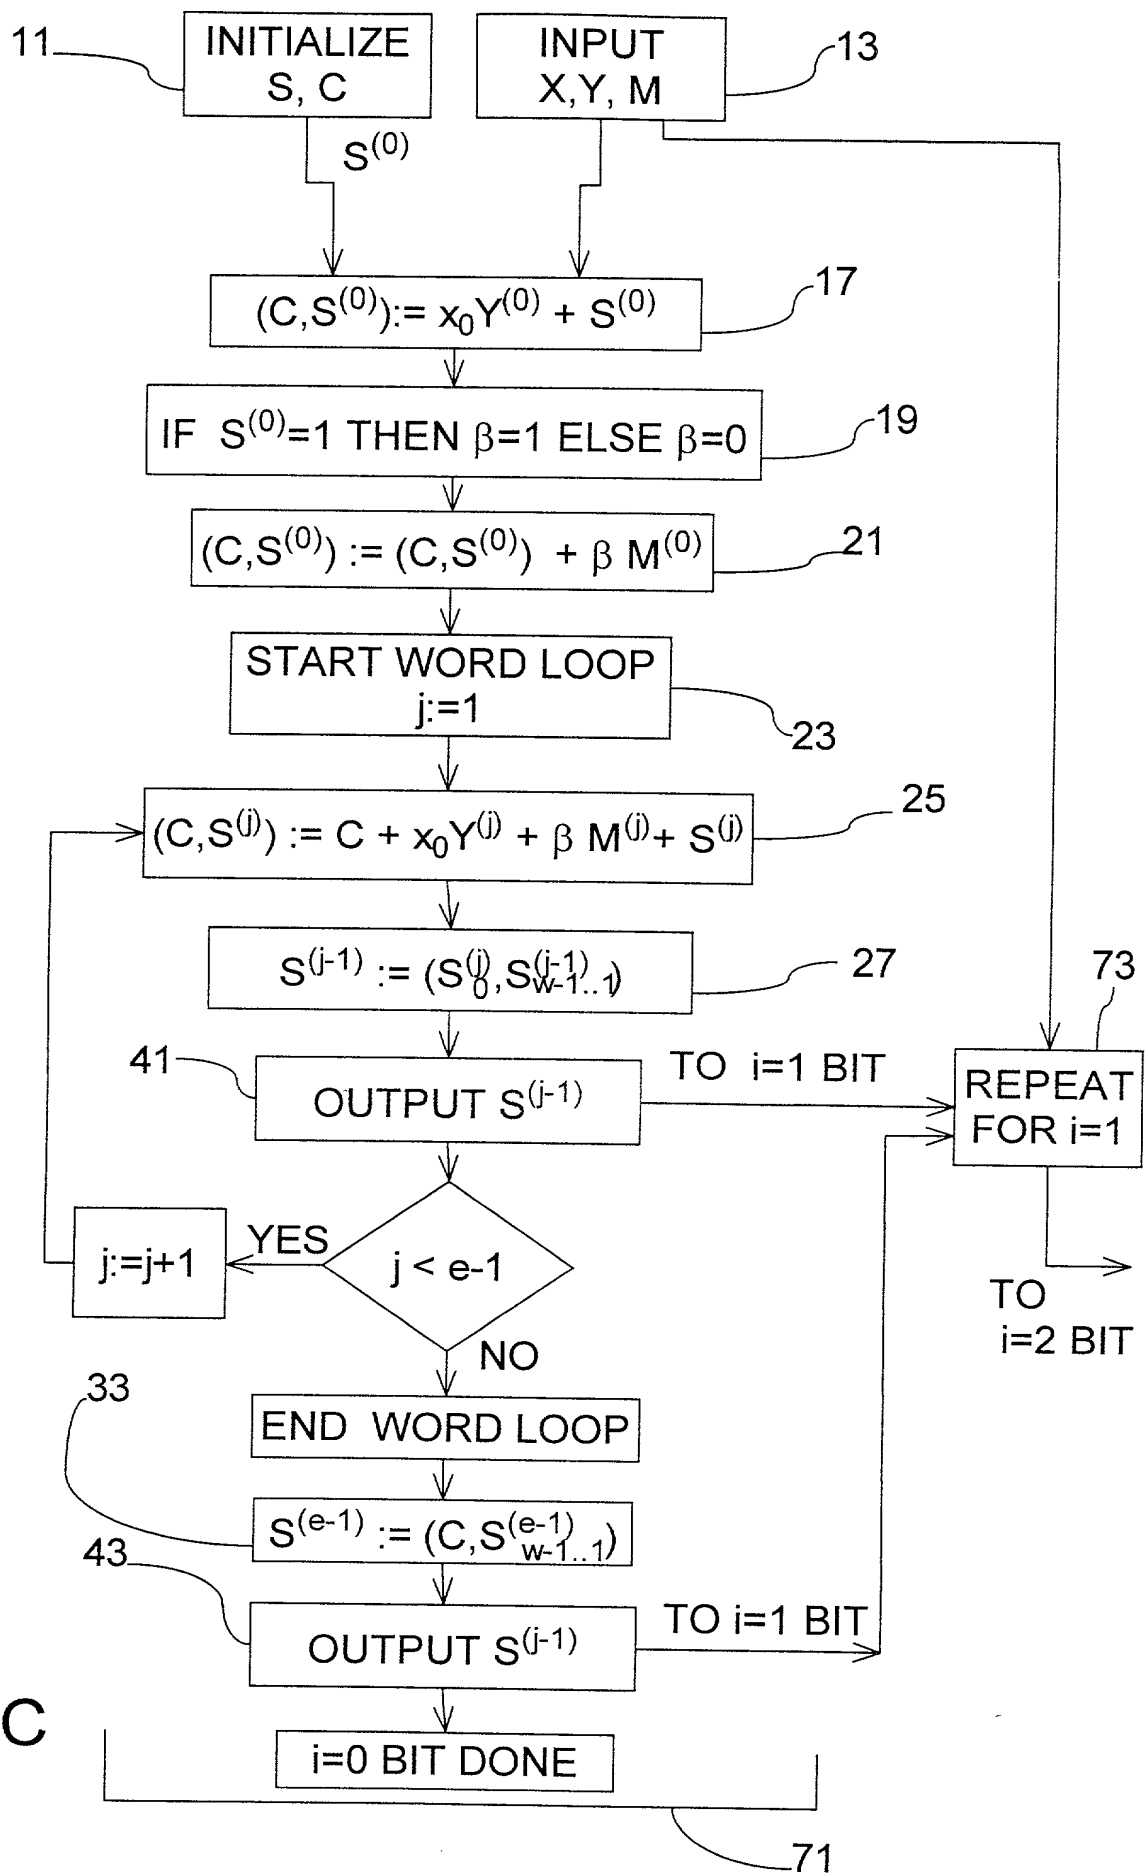 11
INITIALIZE
S, C
INPUT
X,Y, M
13
S^(0)
17
(C,S^(0)):= x₀Y^(0) + S^(0)
19
IF S^(0)=1 THEN β=1 ELSE β=0
21
(C,S^(0)) := (C,S^(0)) + β M^(0)
START WORD LOOP
j:=1
23
25
(C,S^(j)) := C + x₀Y^(j) + β M^(j)+ S^(j)
27
S^(j-1) := (S₀^(j),S_w-1..1^(j-1))
73
41
OUTPUT S^(j-1)
TO i=1 BIT
REPEAT
FOR i=1
j:=j+1
YES
j < e-1
TO
i=2 BIT
NO
33
END WORD LOOP
S^(e-1) := (C,S_w-1..1^(e-1))
43
OUTPUT S^(j-1)
TO i=1 BIT
C
i=0 BIT DONE
71